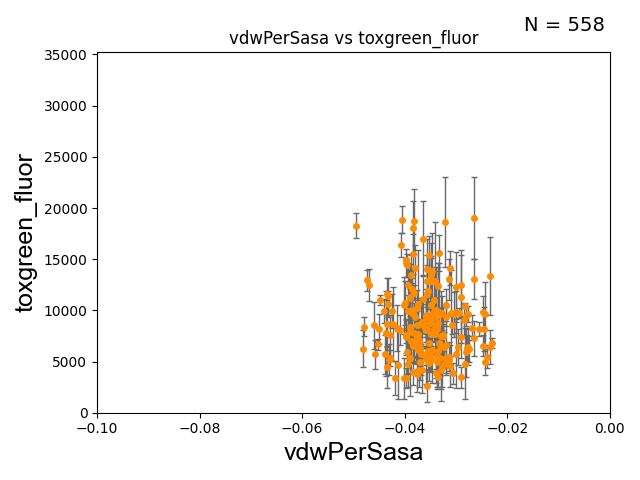 N = 558
vdwPerSasa vs toxgreen_fluor
35000
30000
25000
20000
15000
10000
5000
0
toxgreen_fluor
−0.10 −0.08 −0.06 −0.04 −0.02 0.00
vdwPerSasa